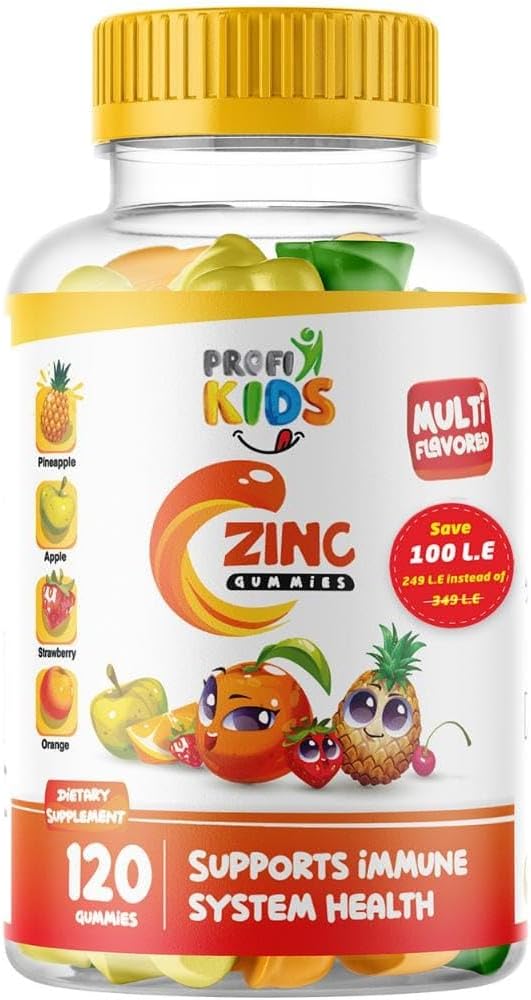 PROFI
KIDS
MULTI
FLAVORED
Pineapple
Apple
Strawberry
Orange
C ZINC
GUMMIES
Save
100 L.E
249 L.E instead of
349 L.E
DIETARY
SUPPLEMENT
120
GUMMIES
SUPPORTS IMMUNE
SYSTEM HEALTH